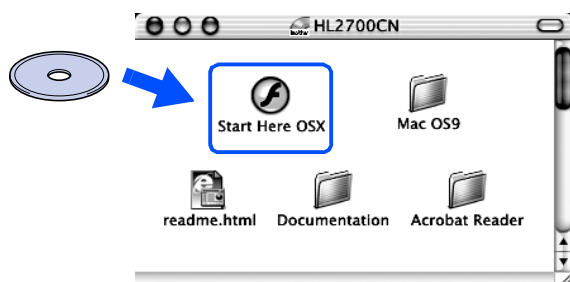 HL2700CN
Start Here OSX
Mac OS9
readme.html
Documentation
Acrobat Reader